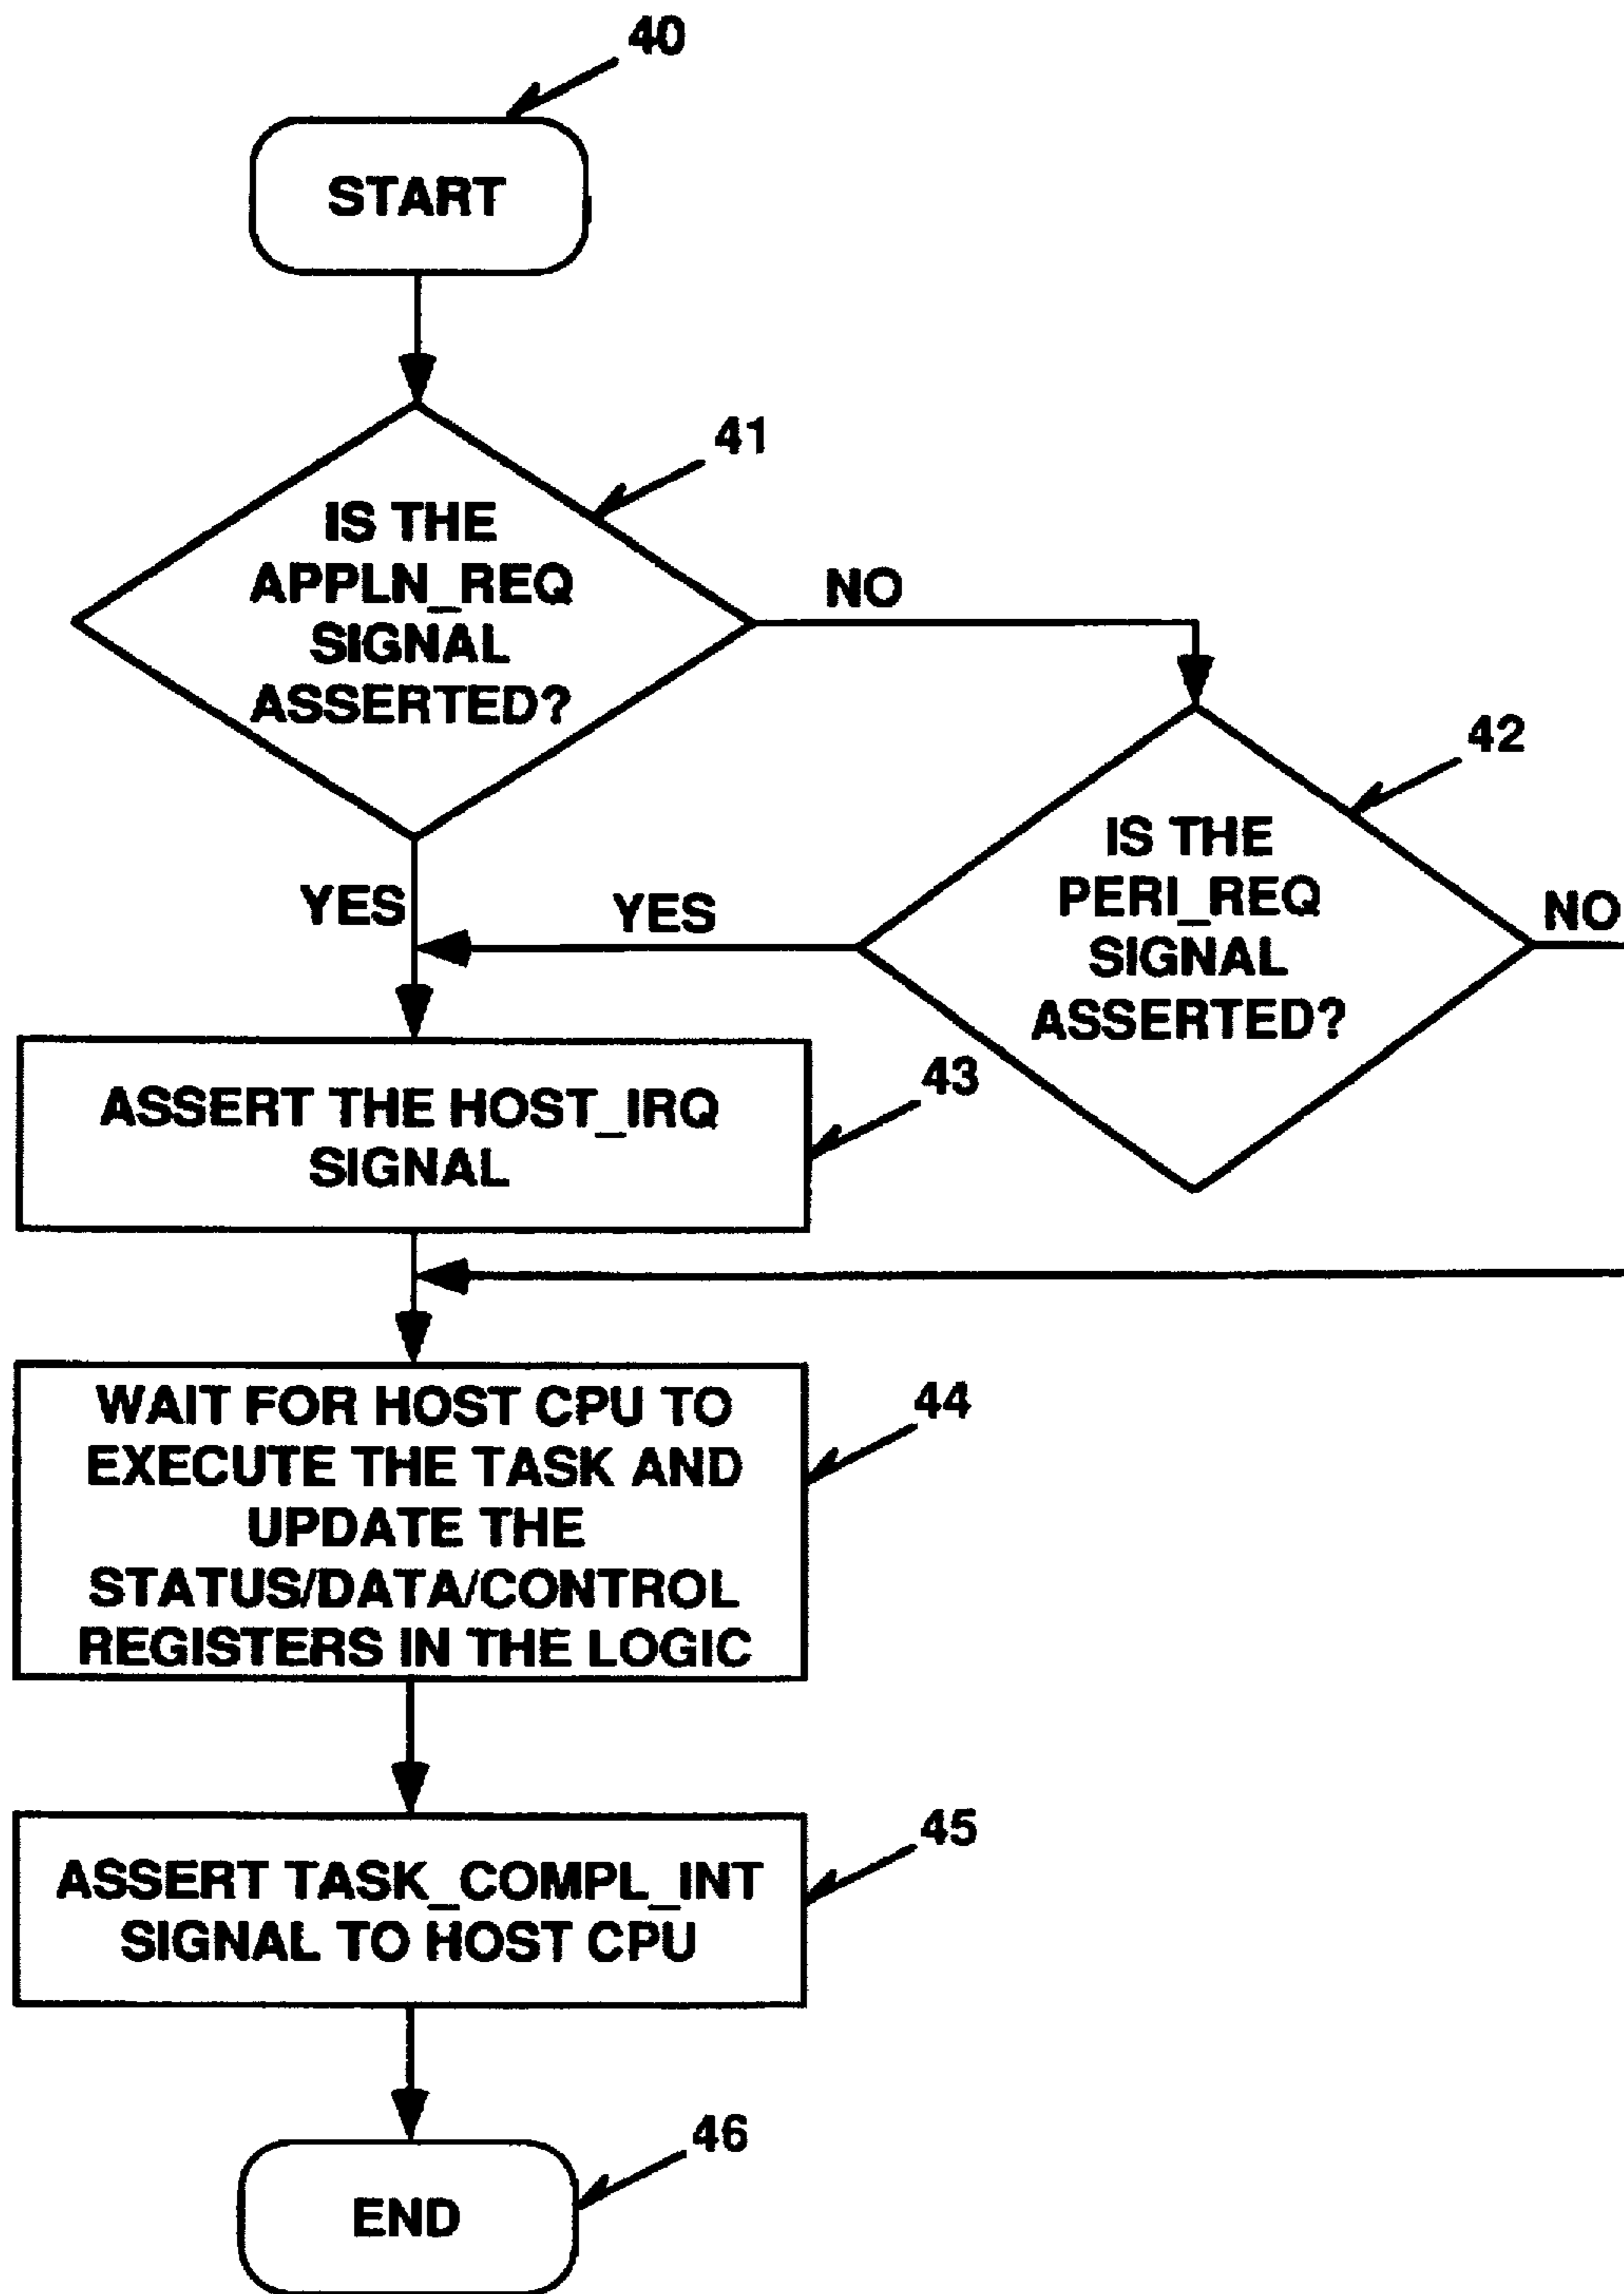 40
START
41
IS THE
APPLN_REQ
SIGNAL
ASSERTED?
NO
42
IS THE
PERI_REQ
SIGNAL
ASSERTED?
NO
YES
YES
43
ASSERT THE HOST_IRQ
SIGNAL
44
WAIT FOR HOST CPU TO
EXECUTE THE TASK AND
UPDATE THE
STATUS/DATA/CONTROL
REGISTERS IN THE LOGIC
45
ASSERT TASK_COMPL_INT
SIGNAL TO HOST CPU
46
END